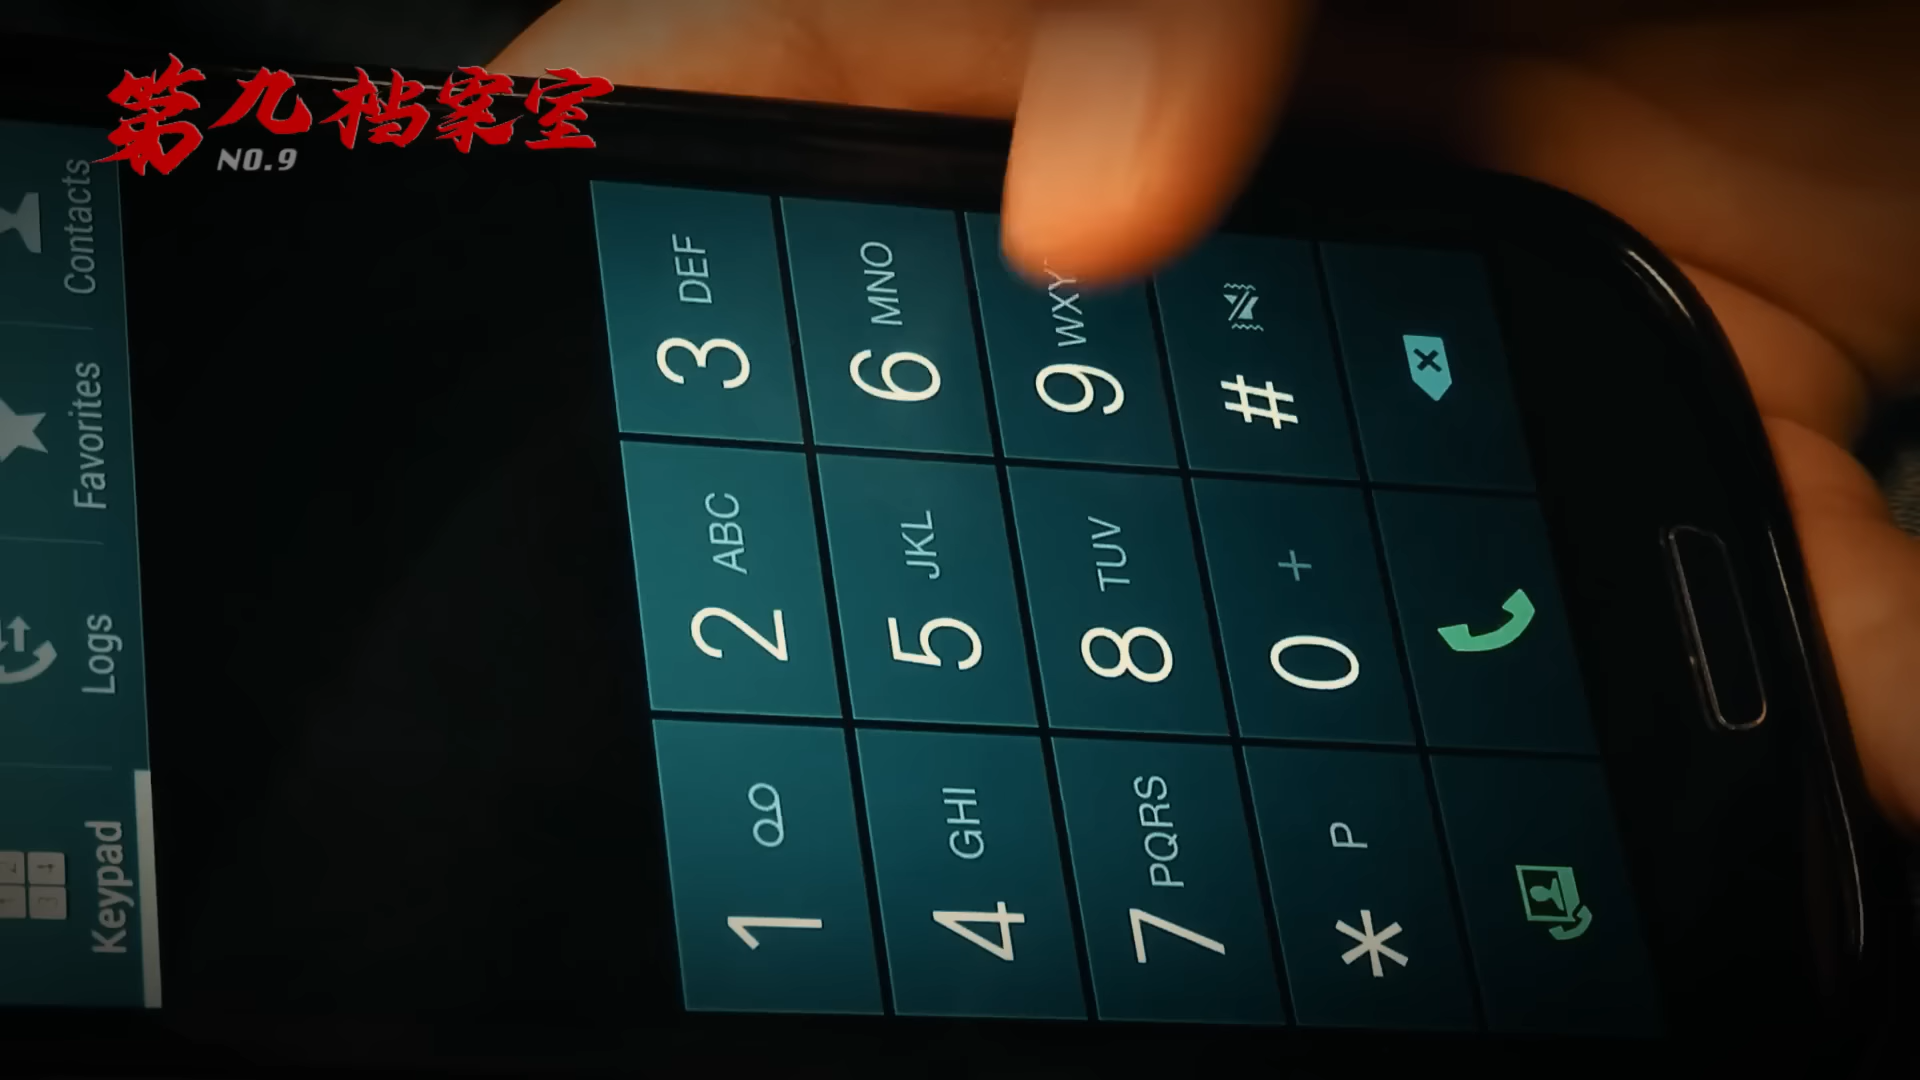 第九档案室
NO.9
Contacts
Favorites
Logs
Keypad
1
2 ABC
3 DEF
4 GHI
5 JKL
6 MNO
7 PQRS
8 TUV
9 WXY
* P
0 +
#